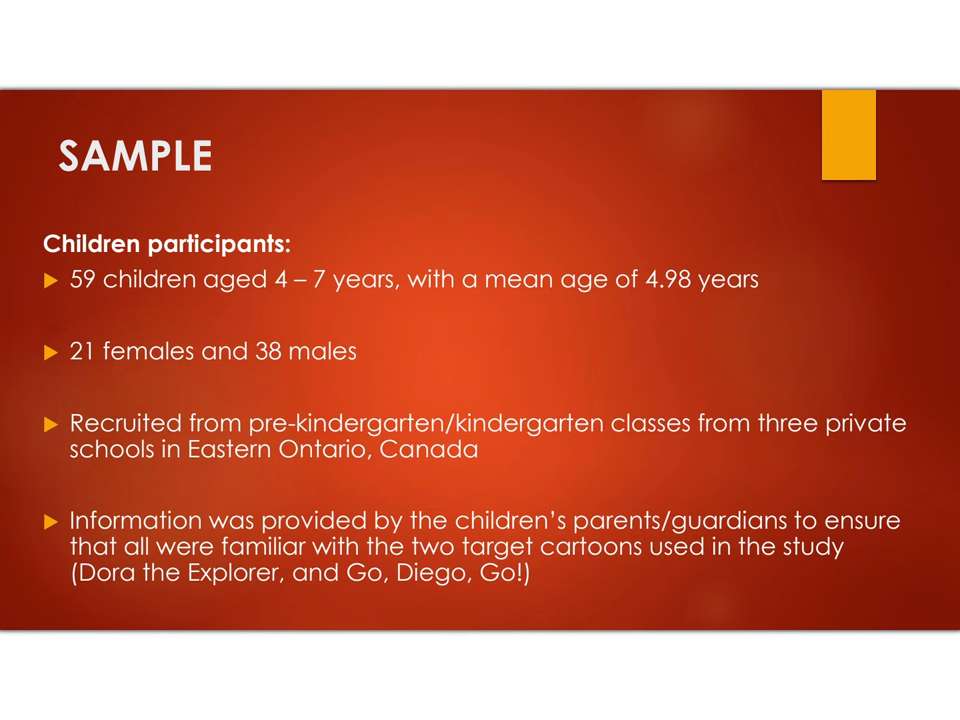 SAMPLE
Children participants:
59 children aged 4 – 7 years, with a mean age of 4.98 years
21 females and 38 males
Recruited from pre-kindergarten/kindergarten classes from three private
schools in Eastern Ontario, Canada
Information was provided by the children’s parents/guardians to ensure
that all were familiar with the two target cartoons used in the study
(Dora the Explorer, and Go, Diego, Go!)